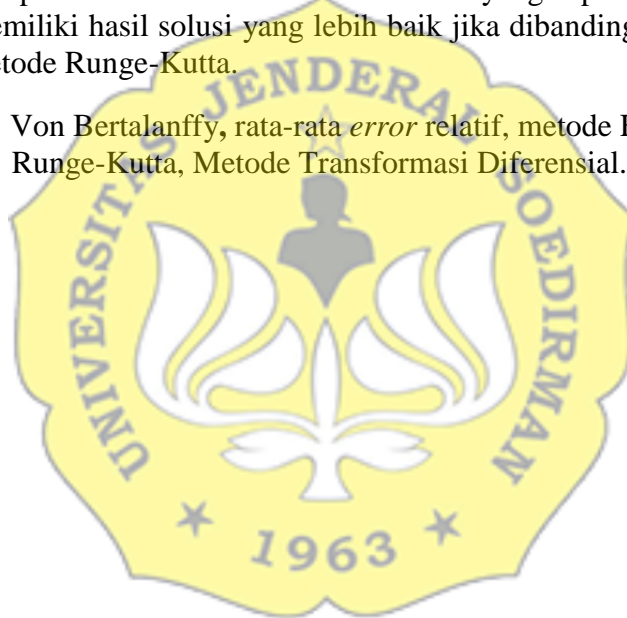 memiliki hasil solusi yang lebih baik jika dibanding
Runge-Kutta.
Von Bertalanffy, rata-rata error relatif, metode
Runge-Kutta, Metode Transformasi Diferensial.
UNIVERSITAS JENDERAL SOEDIRMAN
1963